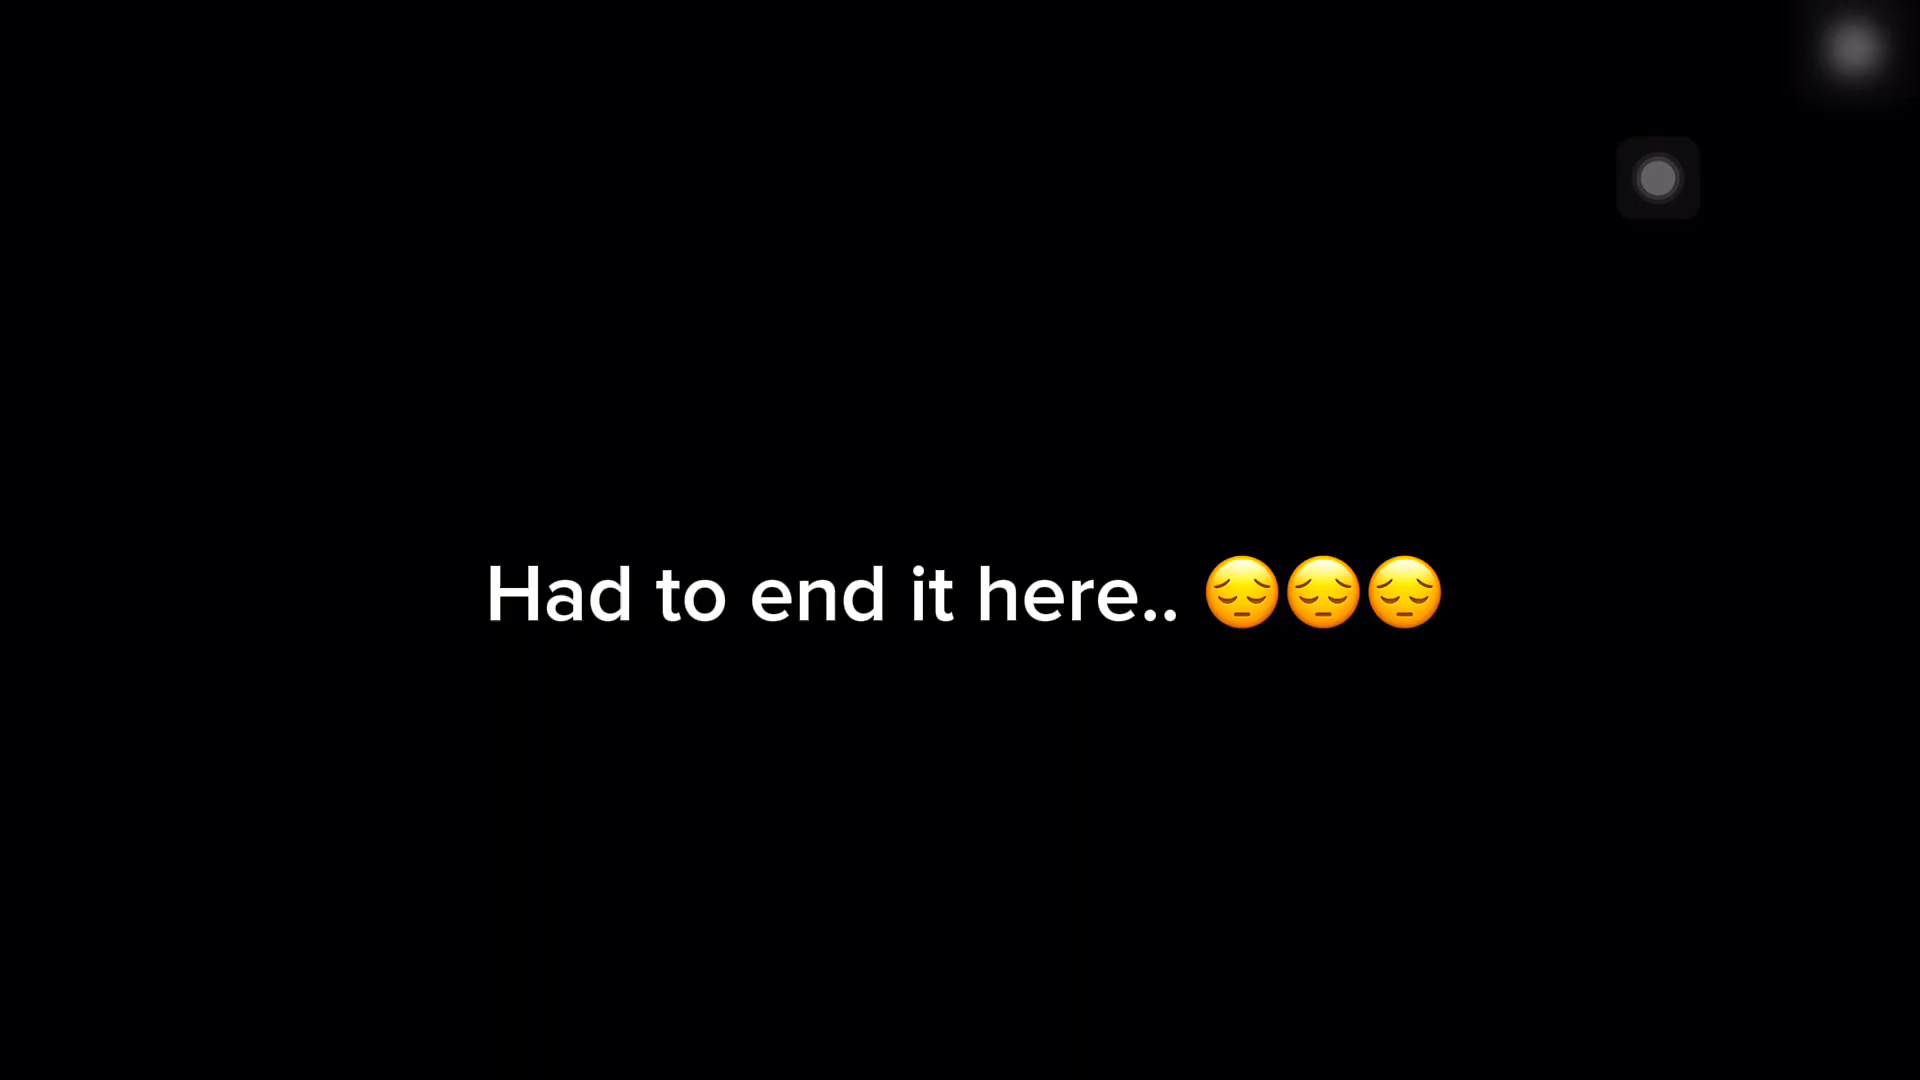 Had to end it here.. 😔😔😔